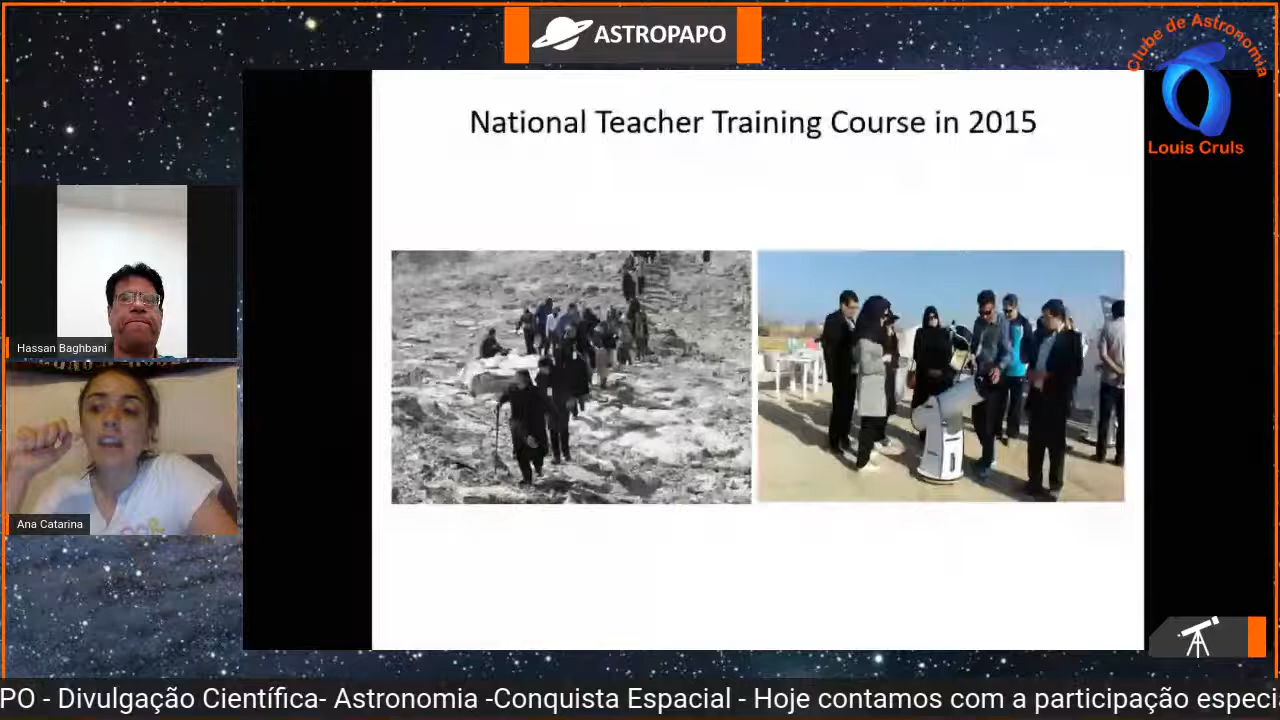 ASTROPAPO
Clube de Astronomia
Louis Cruls
National Teacher Training Course in 2015
Hassan Baghbani
Ana Catarina
PO - Divulgação Científica- Astronomia -Conquista Espacial - Hoje contamos com a participação especi